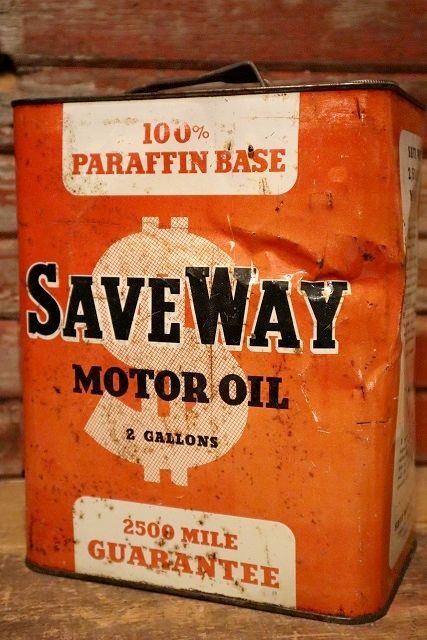 100%
PARAFFIN BASE
SAVEWAY
MOTOR OIL
2 GALLONS
2500 MILE
GUARANTEE